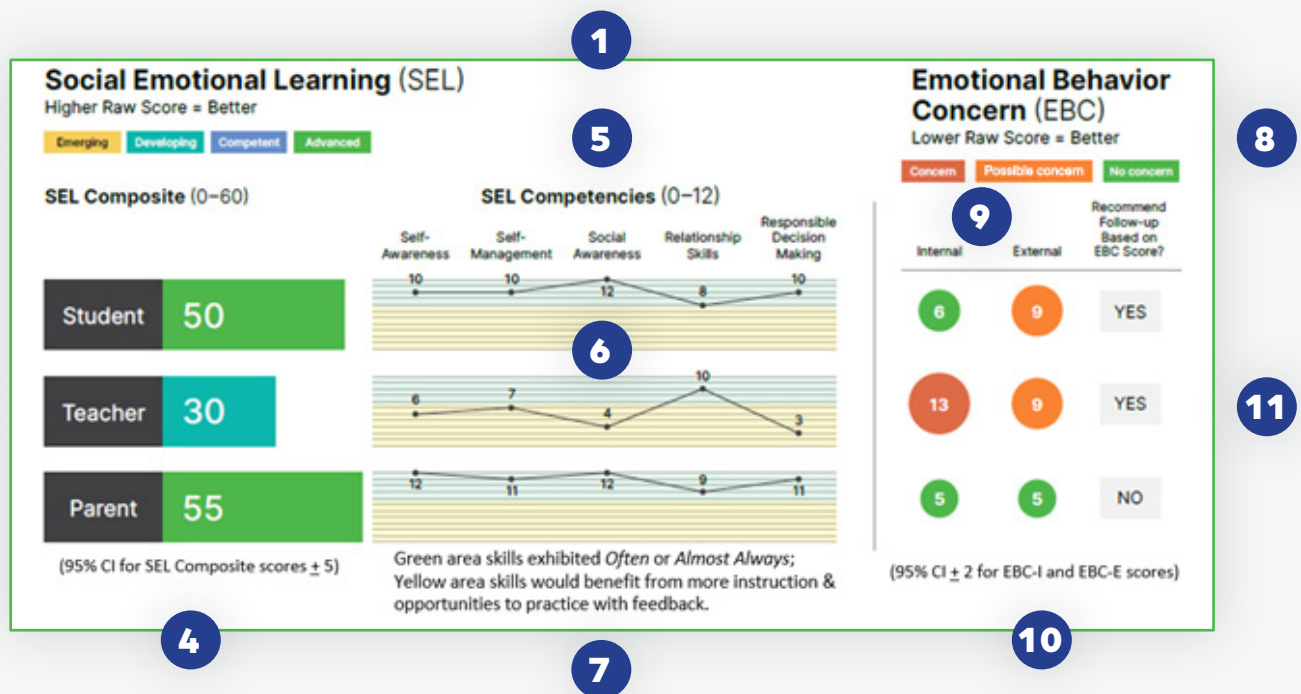 1
Social Emotional Learning (SEL)
Higher Raw Score = Better
Emerging Developing Competent Advanced
5
SEL Composite (0–60)
SEL Competencies (0–12)
Self-
Awareness
Self-
Management
Social
Awareness
Relationship
Skills
Responsible
Decision
Making
Student 50
10 10 12 8 10
6
Teacher 30
6 7 4 10 3
Parent 55
12 11 12 9 11
(95% CI for SEL Composite scores ± 5)
Green area skills exhibited Often or Almost Always;
Yellow area skills would benefit from more instruction &
opportunities to practice with feedback.
4
7
Emotional Behavior
Concern (EBC)
Lower Raw Score = Better
8
Concern Possible concern No concern
9
Internal
External
Recommend
Follow-up
Based on
EBC Score?
6 9 YES
13 9 YES
11
5 5 NO
(95% CI ± 2 for EBC-I and EBC-E scores)
10